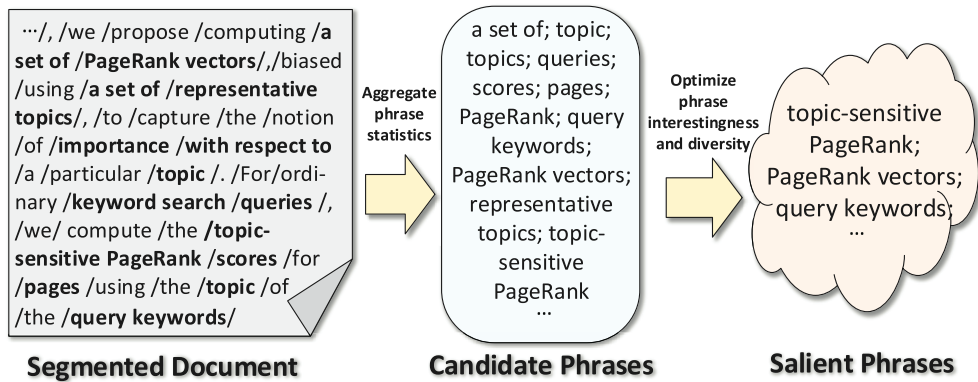 ···/, /we /propose /computing /a
set of /PageRank vectors/,/biased
/using /a set of /representative
topics/, /to /capture /the /notion
/of /importance /with respect to
/a /particular /topic /. /For/ordi-
nary /keyword search /queries /,
/we/ compute /the /topic-
sensitive PageRank /scores /for
/pages /using /the /topic /of
/the /query keywords/
Segmented Document
Aggregate
phrase
statistics
a set of; topic;
topics; queries;
scores; pages;
PageRank; query
keywords;
PageRank vectors;
representative
topics; topic-
sensitive
PageRank
···
Candidate Phrases
Optimize
phrase
interestingness
and diversity
topic-sensitive
PageRank;
PageRank vectors;
query keywords;
···
Salient Phrases